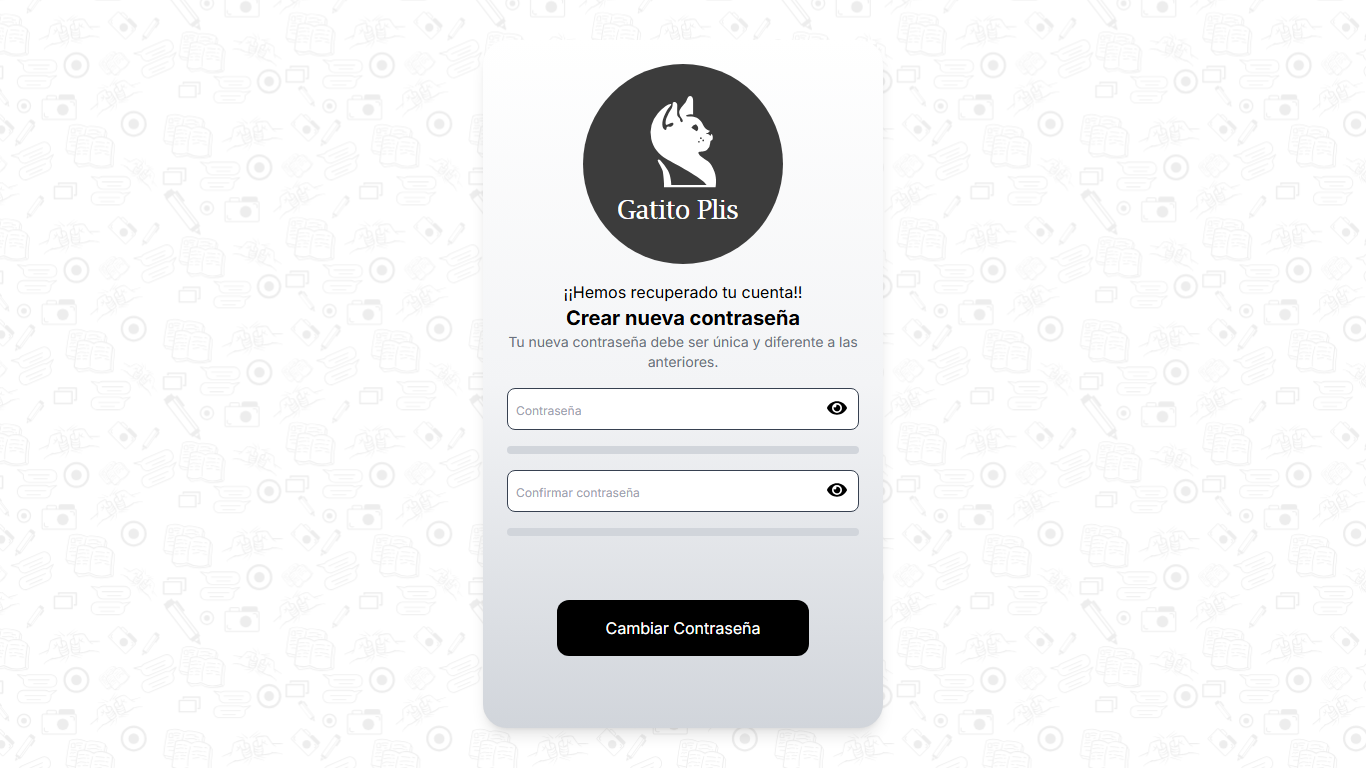 Gatito Plis
¡¡Hemos recuperado tu cuenta!!
Crear nueva contraseña
Tu nueva contraseña debe ser única y diferente a las
anteriores.
Contraseña
Confirmar contraseña
Cambiar Contraseña